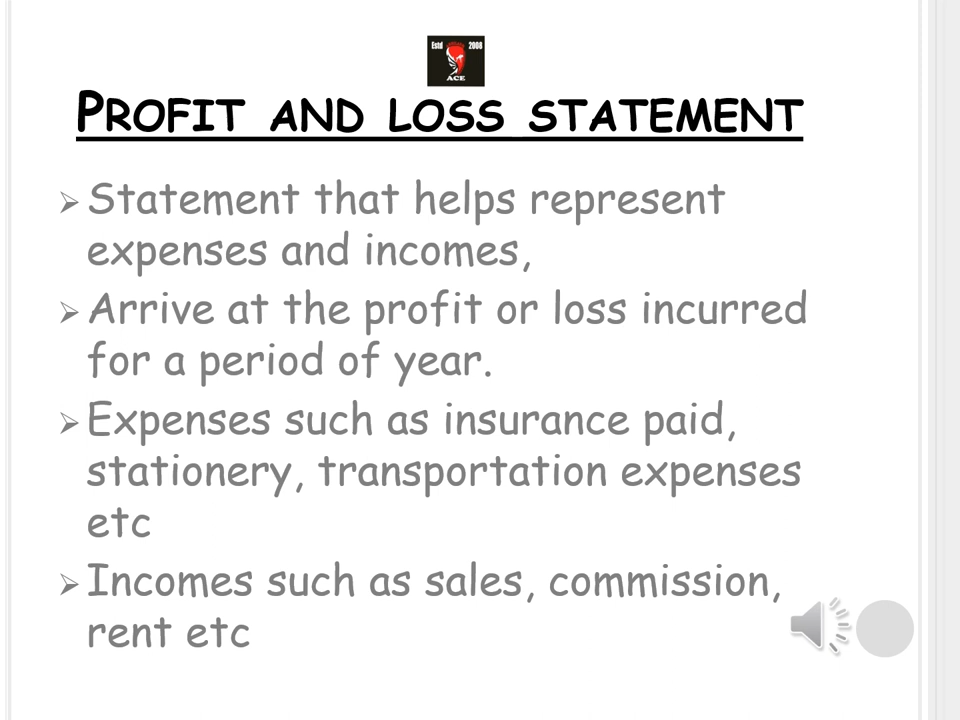 Estd 2008
ACE
PROFIT AND LOSS STATEMENT
Statement that helps represent
expenses and incomes,
Arrive at the profit or loss incurred
for a period of year.
Expenses such as insurance paid,
stationery, transportation expenses
etc
Incomes such as sales, commission,
rent etc